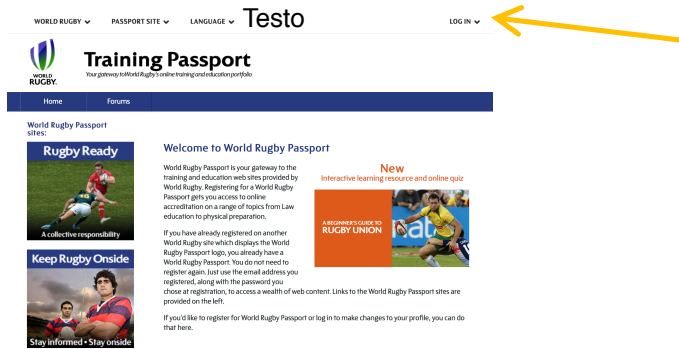 WORLD RUGBY PASSPORT SITE LANGUAGE Testo LOG IN
WORLD
RUGBY.
Training Passport
Your gateway to World Rugby's online training and education portfolio
Home Forums
World Rugby Passport
sites:
Rugby Ready
A collective responsibility
Keep Rugby Onside
Stay informed • Stay onside
Welcome to World Rugby Passport
World Rugby Passport is your gateway to the
training and education web sites provided by
World Rugby. Registering for a World Rugby
Passport gets you access to online
accreditation on a range of topics from Law
education to physical preparation.
If you have already registered on another
World Rugby site which displays the World
Rugby Passport logo, you already have a
World Rugby Passport. You do not need to
register again. Just use the email address you
registered, along with the password you
chose at registration, to access a wealth of web content. Links to the World Rugby Passport sites are
provided on the left.
If you'd like to register for World Rugby Passport or log in to make changes to your profile, you can do
that here.
New
Interactive learning resource and online quiz
A BEGINNER'S GUIDE TO
RUGBY UNION